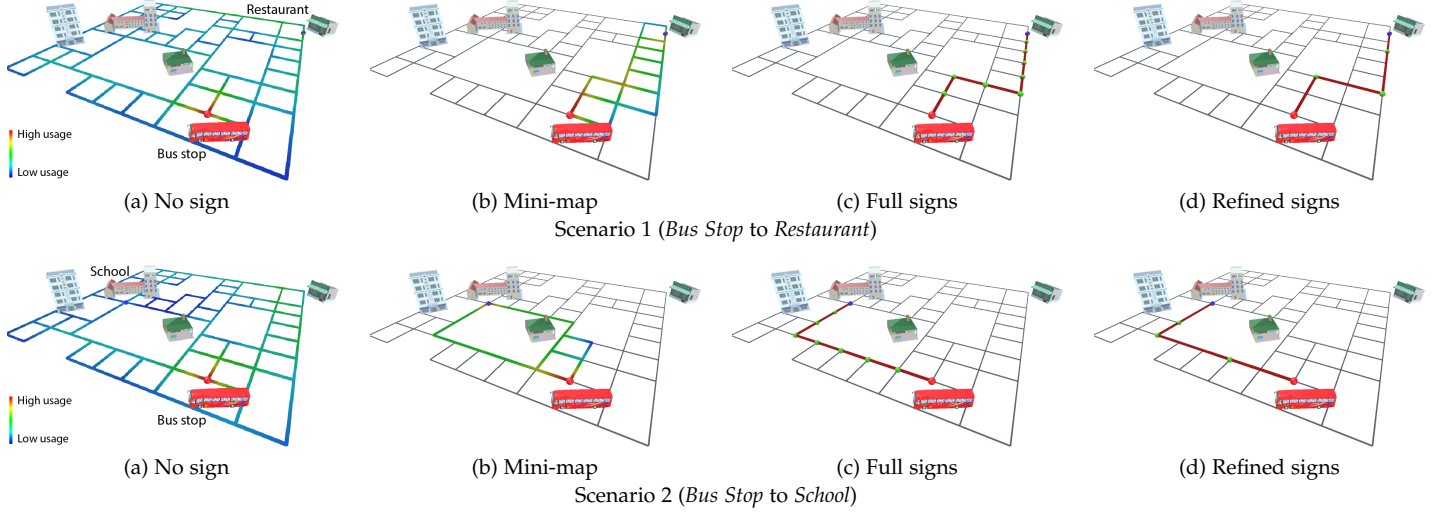 Restaurant
High usage
Low usage
Bus stop
(a) No sign
(b) Mini-map
(c) Full signs
(d) Refined signs
Scenario 1 (Bus Stop to Restaurant)
School
High usage
Low usage
Bus stop
(a) No sign
(b) Mini-map
(c) Full signs
(d) Refined signs
Scenario 2 (Bus Stop to School)